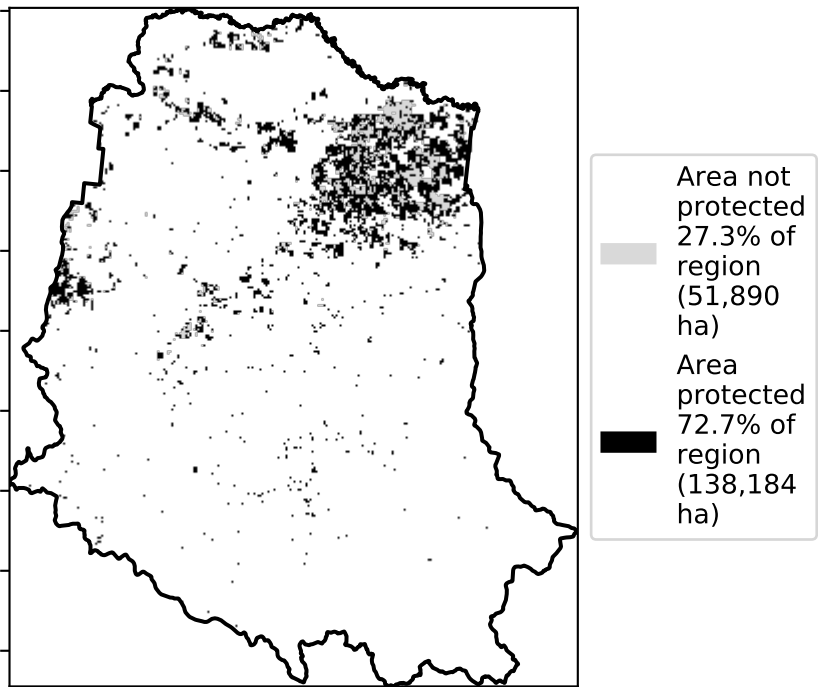 Area not
protected
27.3% of
region
(51,890
ha)
Area
protected
72.7% of
region
(138,184
ha)